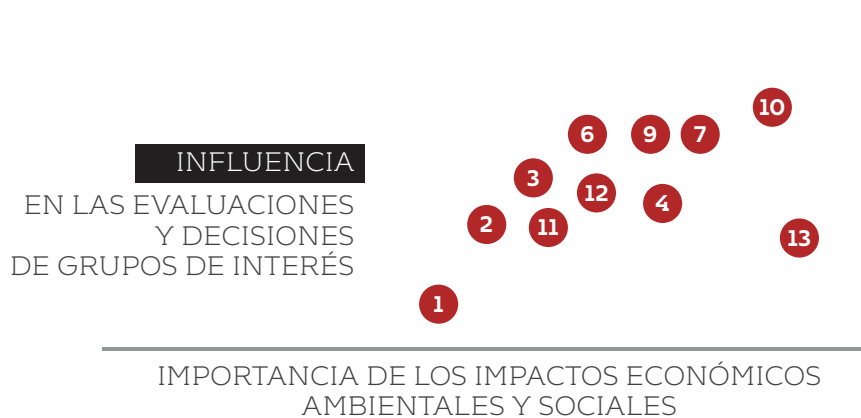 10
6 9 7
INFLUENCIA
3
12
4
EN LAS EVALUACIONES
Y DECISIONES
DE GRUPOS DE INTERÉS
2
11
13
1
IMPORTANCIA DE LOS IMPACTOS ECONÓMICOS
AMBIENTALES Y SOCIALES